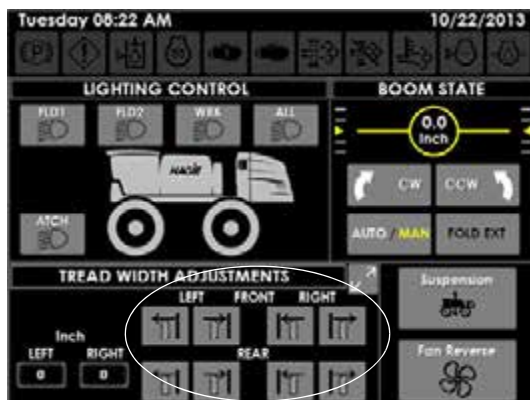 Tuesday 08:22 AM 10/22/2013
LIGHTING CONTROL
FLD1 FLD2 WRK ALL
ATCH
BOOM STATE
0.0
Inch
CW CCW
AUTO / MAN FOLD EXT
TREAD WIDTH ADJUSTMENTS
LEFT FRONT RIGHT
REAR
Inch
LEFT RIGHT
0 0
Suspension
Fan Reverse